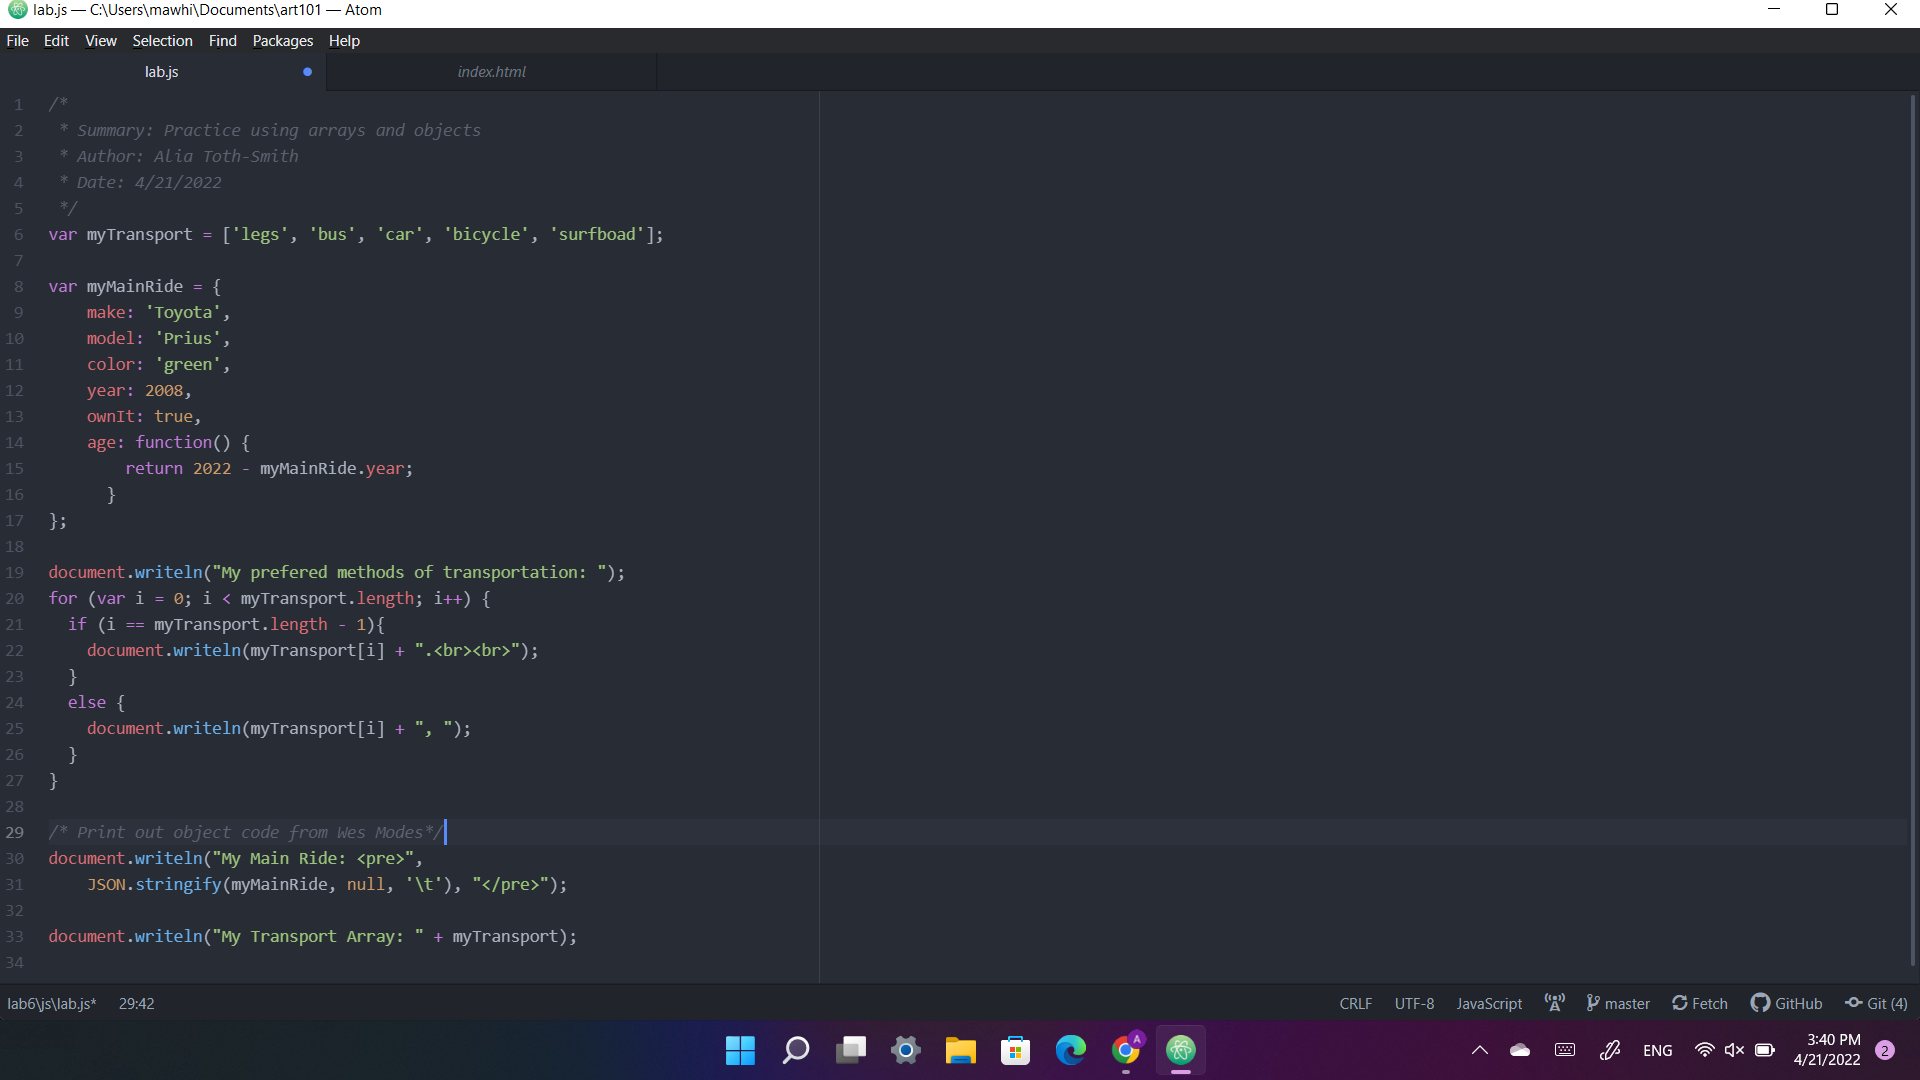 lab.js — C:\Users\mawhi\Documents\art101 — Atom
File Edit View Selection Find Packages Help
lab.js index.html
1 /*
2  * Summary: Practice using arrays and objects
3  * Author: Alia Toth-Smith
4  * Date: 4/21/2022
5  */
6 var myTransport = ['legs', 'bus', 'car', 'bicycle', 'surfboad'];
7
8 var myMainRide = {
9     make: 'Toyota',
10     model: 'Prius',
11     color: 'green',
12     year: 2008,
13     ownIt: true,
14     age: function() {
15         return 2022 - myMainRide.year;
16       }
17 };
18
19 document.writeln("My prefered methods of transportation: ");
20 for (var i = 0; i < myTransport.length; i++) {
21   if (i == myTransport.length - 1){
22     document.writeln(myTransport[i] + ".<br><br>");
23   }
24   else {
25     document.writeln(myTransport[i] + ", ");
26   }
27 }
28
29 /* Print out object code from Wes Modes*/
30 document.writeln("My Main Ride: <pre>",
31     JSON.stringify(myMainRide, null, '\t'), "</pre>");
32
33 document.writeln("My Transport Array: " + myTransport);
34
lab6\js\lab.js* 29:42 CRLF UTF-8 JavaScript master Fetch GitHub Git (4)
A
ENG 3:40 PM
4/21/2022 2